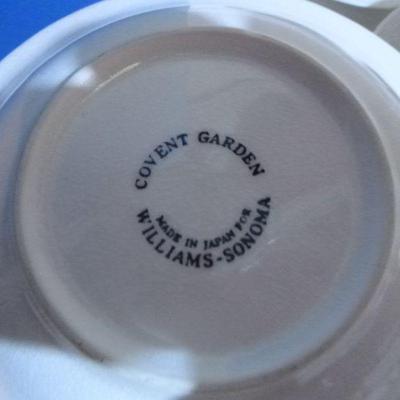 COVENT GARDEN
MADE IN JAPAN FOR
WILLIAMS-SONOMA